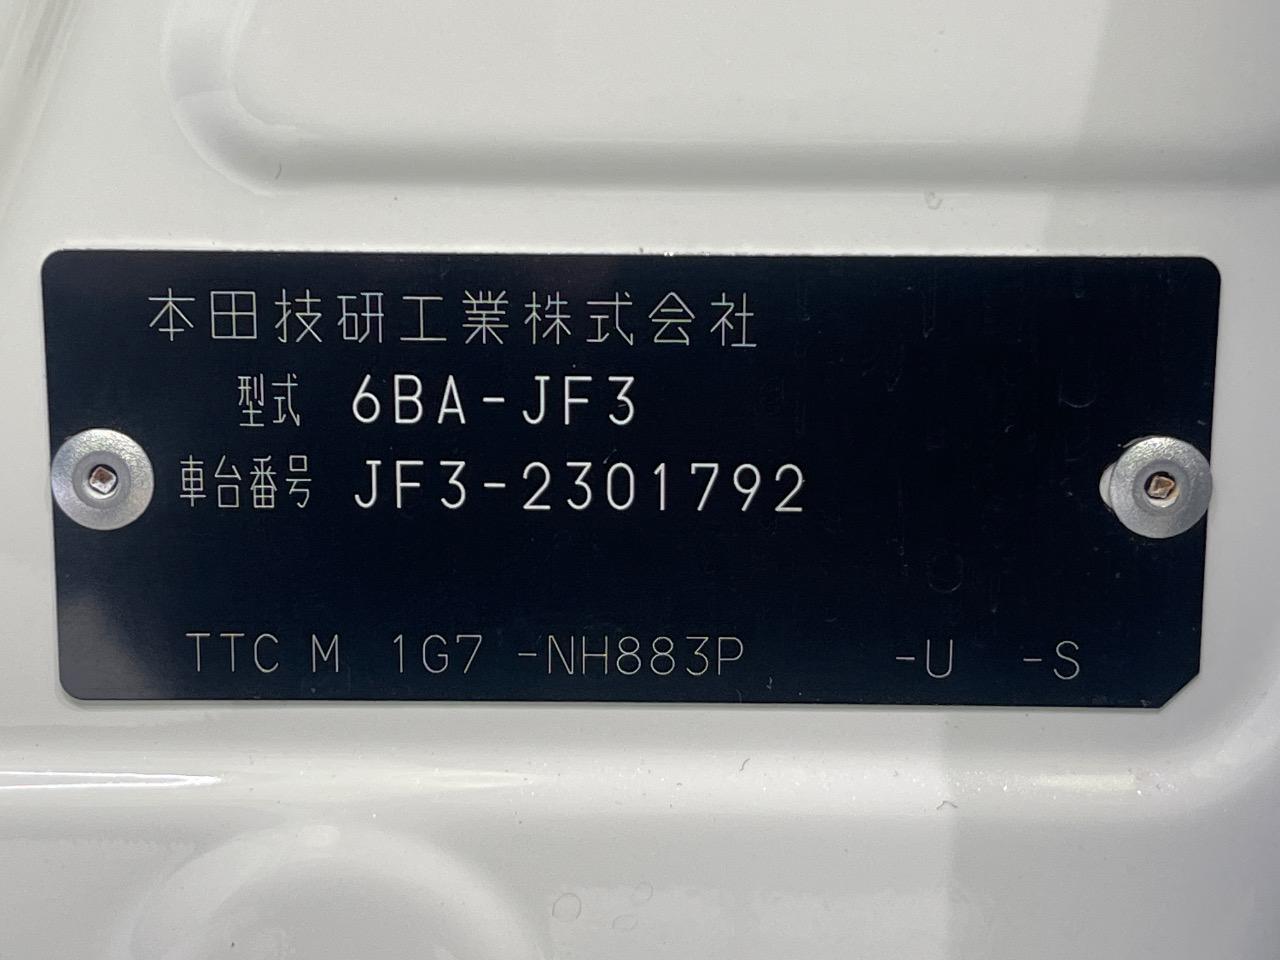 本田技研工業株式会社
型式 6BA-JF3
車台番号 JF3-2301792
TTC M 1G7 -NH883P -U -S